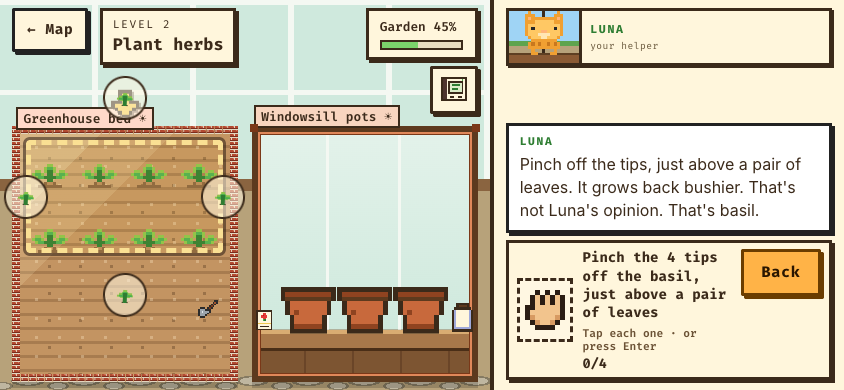 ← Map
LEVEL 2
Plant herbs
Garden 45%
Greenhouse bed ☀
Windowsill pots ☀
LUNA
your helper
LUNA
Pinch off the tips, just above a pair of
leaves. It grows back bushier. That's
not Luna's opinion. That's basil.
Pinch the 4 tips
off the basil,
just above a pair
of leaves
Tap each one · or
press Enter
0/4
Back